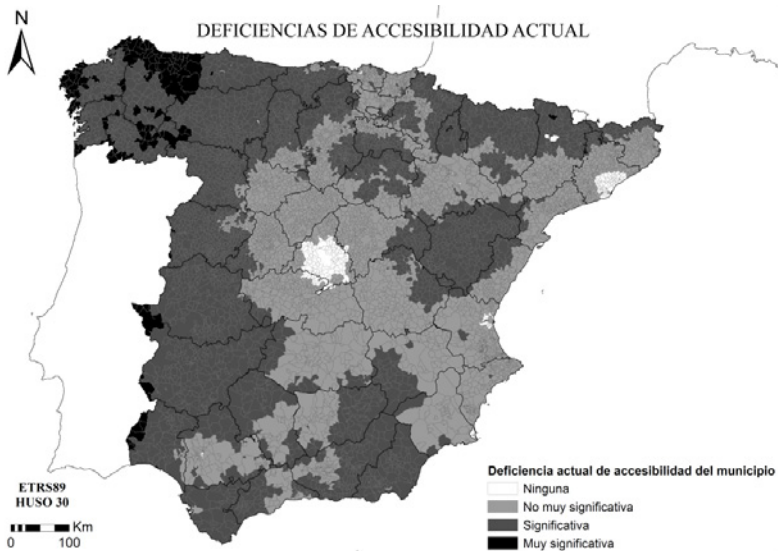 N
DEFICIENCIAS DE ACCESIBILIDAD ACTUAL
ETRS89
HUSO 30
Km
0 100
Deficiencia actual de accesibilidad del municipio
Ninguna
No muy significativa
Significativa
Muy significativa